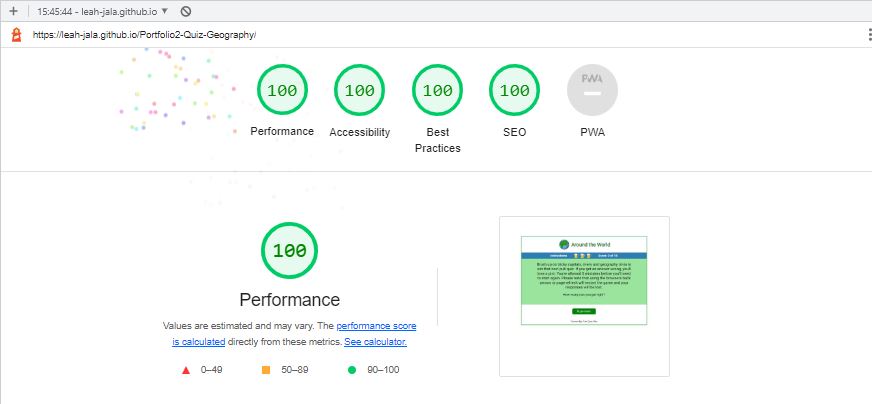 15:45:44 - leah-jala.github.io
https://leah-jala.github.io/Portfolio2-Quiz-Geography/
100 100 100 100 PWA
Performance Accessibility Best Practices SEO PWA
100
Performance
Values are estimated and may vary. The performance score
is calculated directly from these metrics. See calculator.
0–49 50–89 90–100
Around the World